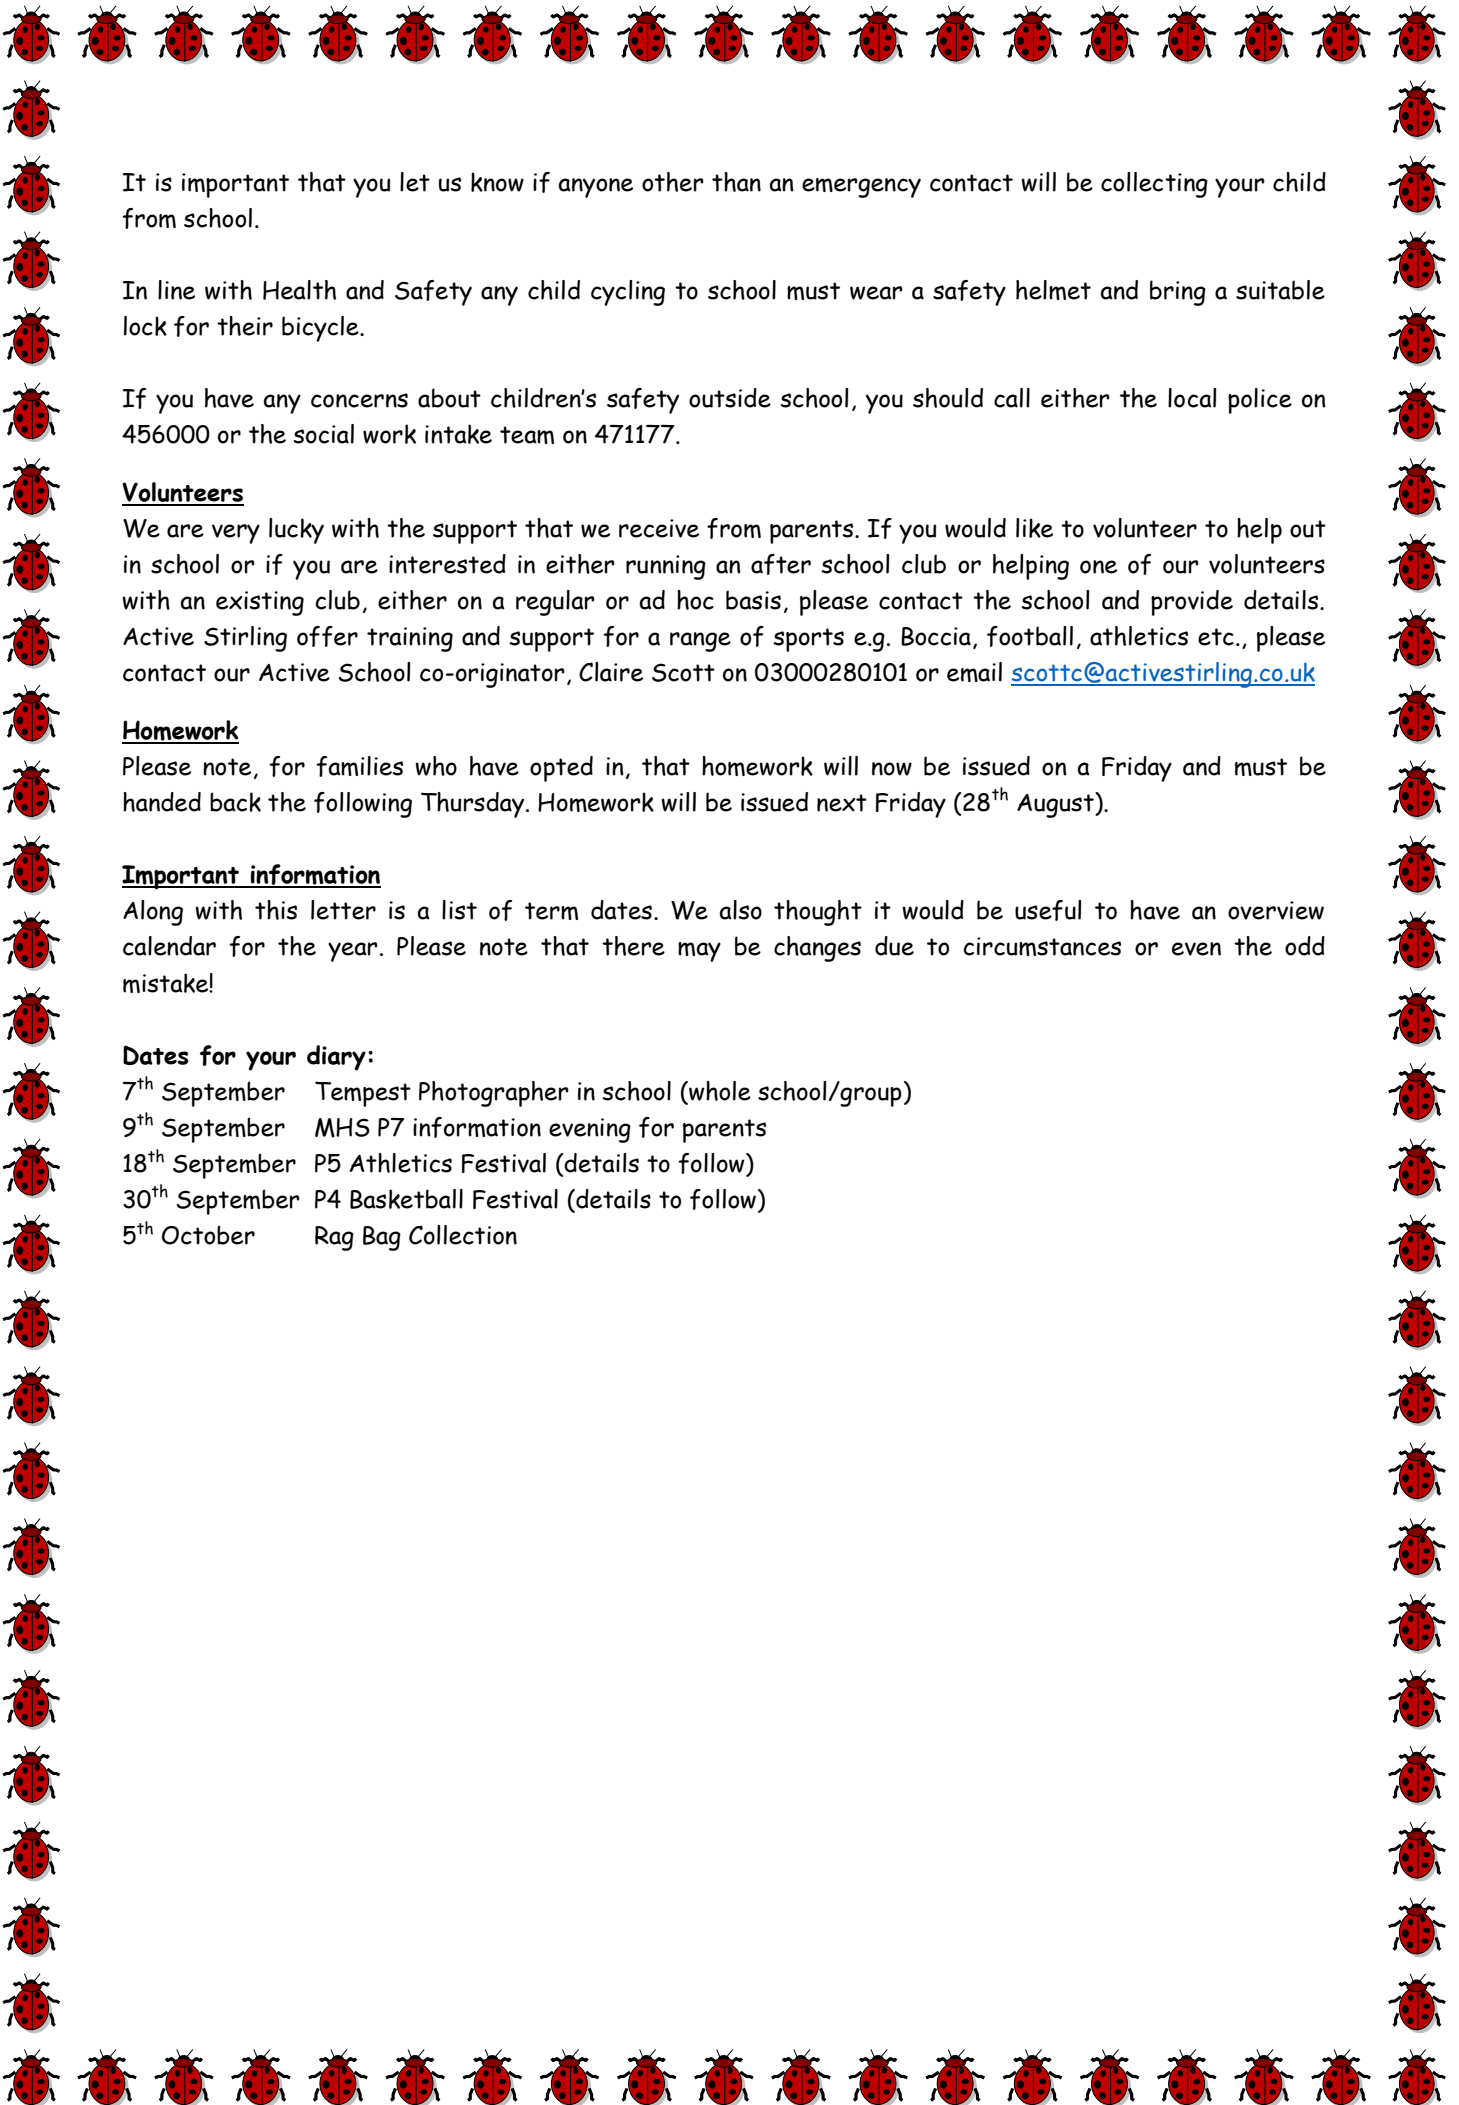 It is important that you let us know if anyone other than an emergency contact will be collecting your child
from school.
In line with Health and Safety any child cycling to school must wear a safety helmet and bring a suitable
lock for their bicycle.
If you have any concerns about children’s safety outside school, you should call either the local police on
456000 or the social work intake team on 471177.
Volunteers
We are very lucky with the support that we receive from parents. If you would like to volunteer to help out
in school or if you are interested in either running an after school club or helping one of our volunteers
with an existing club, either on a regular or ad hoc basis, please contact the school and provide details.
Active Stirling offer training and support for a range of sports e.g. Boccia, football, athletics etc., please
contact our Active School co-originator, Claire Scott on 03000280101 or email scottc@activestirling.co.uk
Homework
Please note, for families who have opted in, that homework will now be issued on a Friday and must be
handed back the following Thursday. Homework will be issued next Friday (28th August).
Important information
Along with this letter is a list of term dates. We also thought it would be useful to have an overview
calendar for the year. Please note that there may be changes due to circumstances or even the odd
mistake!
Dates for your diary:
7th September Tempest Photographer in school (whole school/group)
9th September MHS P7 information evening for parents
18th September P5 Athletics Festival (details to follow)
30th September P4 Basketball Festival (details to follow)
5th October Rag Bag Collection